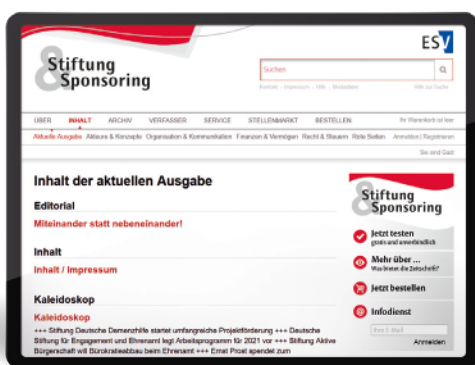 ESV
Stiftung
& Sponsoring
Suchen
Kontakt · Impressum · Hilfe · Mediadaten
Hilfe zur Suche
ÜBER INHALT ARCHIV VERFASSER SERVICE STELLENMARKT BESTELLEN Ihr Warenkorb ist leer
Aktuelle Ausgabe Akteure & Konzepte Organisation & Kommunikation Finanzen & Vermögen Recht & Steuern Rote Seiten Anmelden | Registrieren
Sie sind Gast
Inhalt der aktuellen Ausgabe
Editorial
Miteinander statt nebeneinander!
Inhalt
Inhalt / Impressum
Kaleidoskop
Kaleidoskop
+++ Stiftung Deutsche Demenzhilfe startet umfangreiche Projektförderung +++ Deutsche
Stiftung für Engagement und Ehrenamt legt Arbeitsprogramm für 2021 vor +++ Stiftung Aktive
Bürgerschaft will Bürokratieabbau beim Ehrenamt +++ Ernst Prost spendet zum
Stiftung
& Sponsoring
Jetzt testen
gratis und unverbindlich
Mehr über ...
Was bietet die Zeitschrift?
Jetzt bestellen
@ Infodienst
Ihre E-Mail
Anmelden